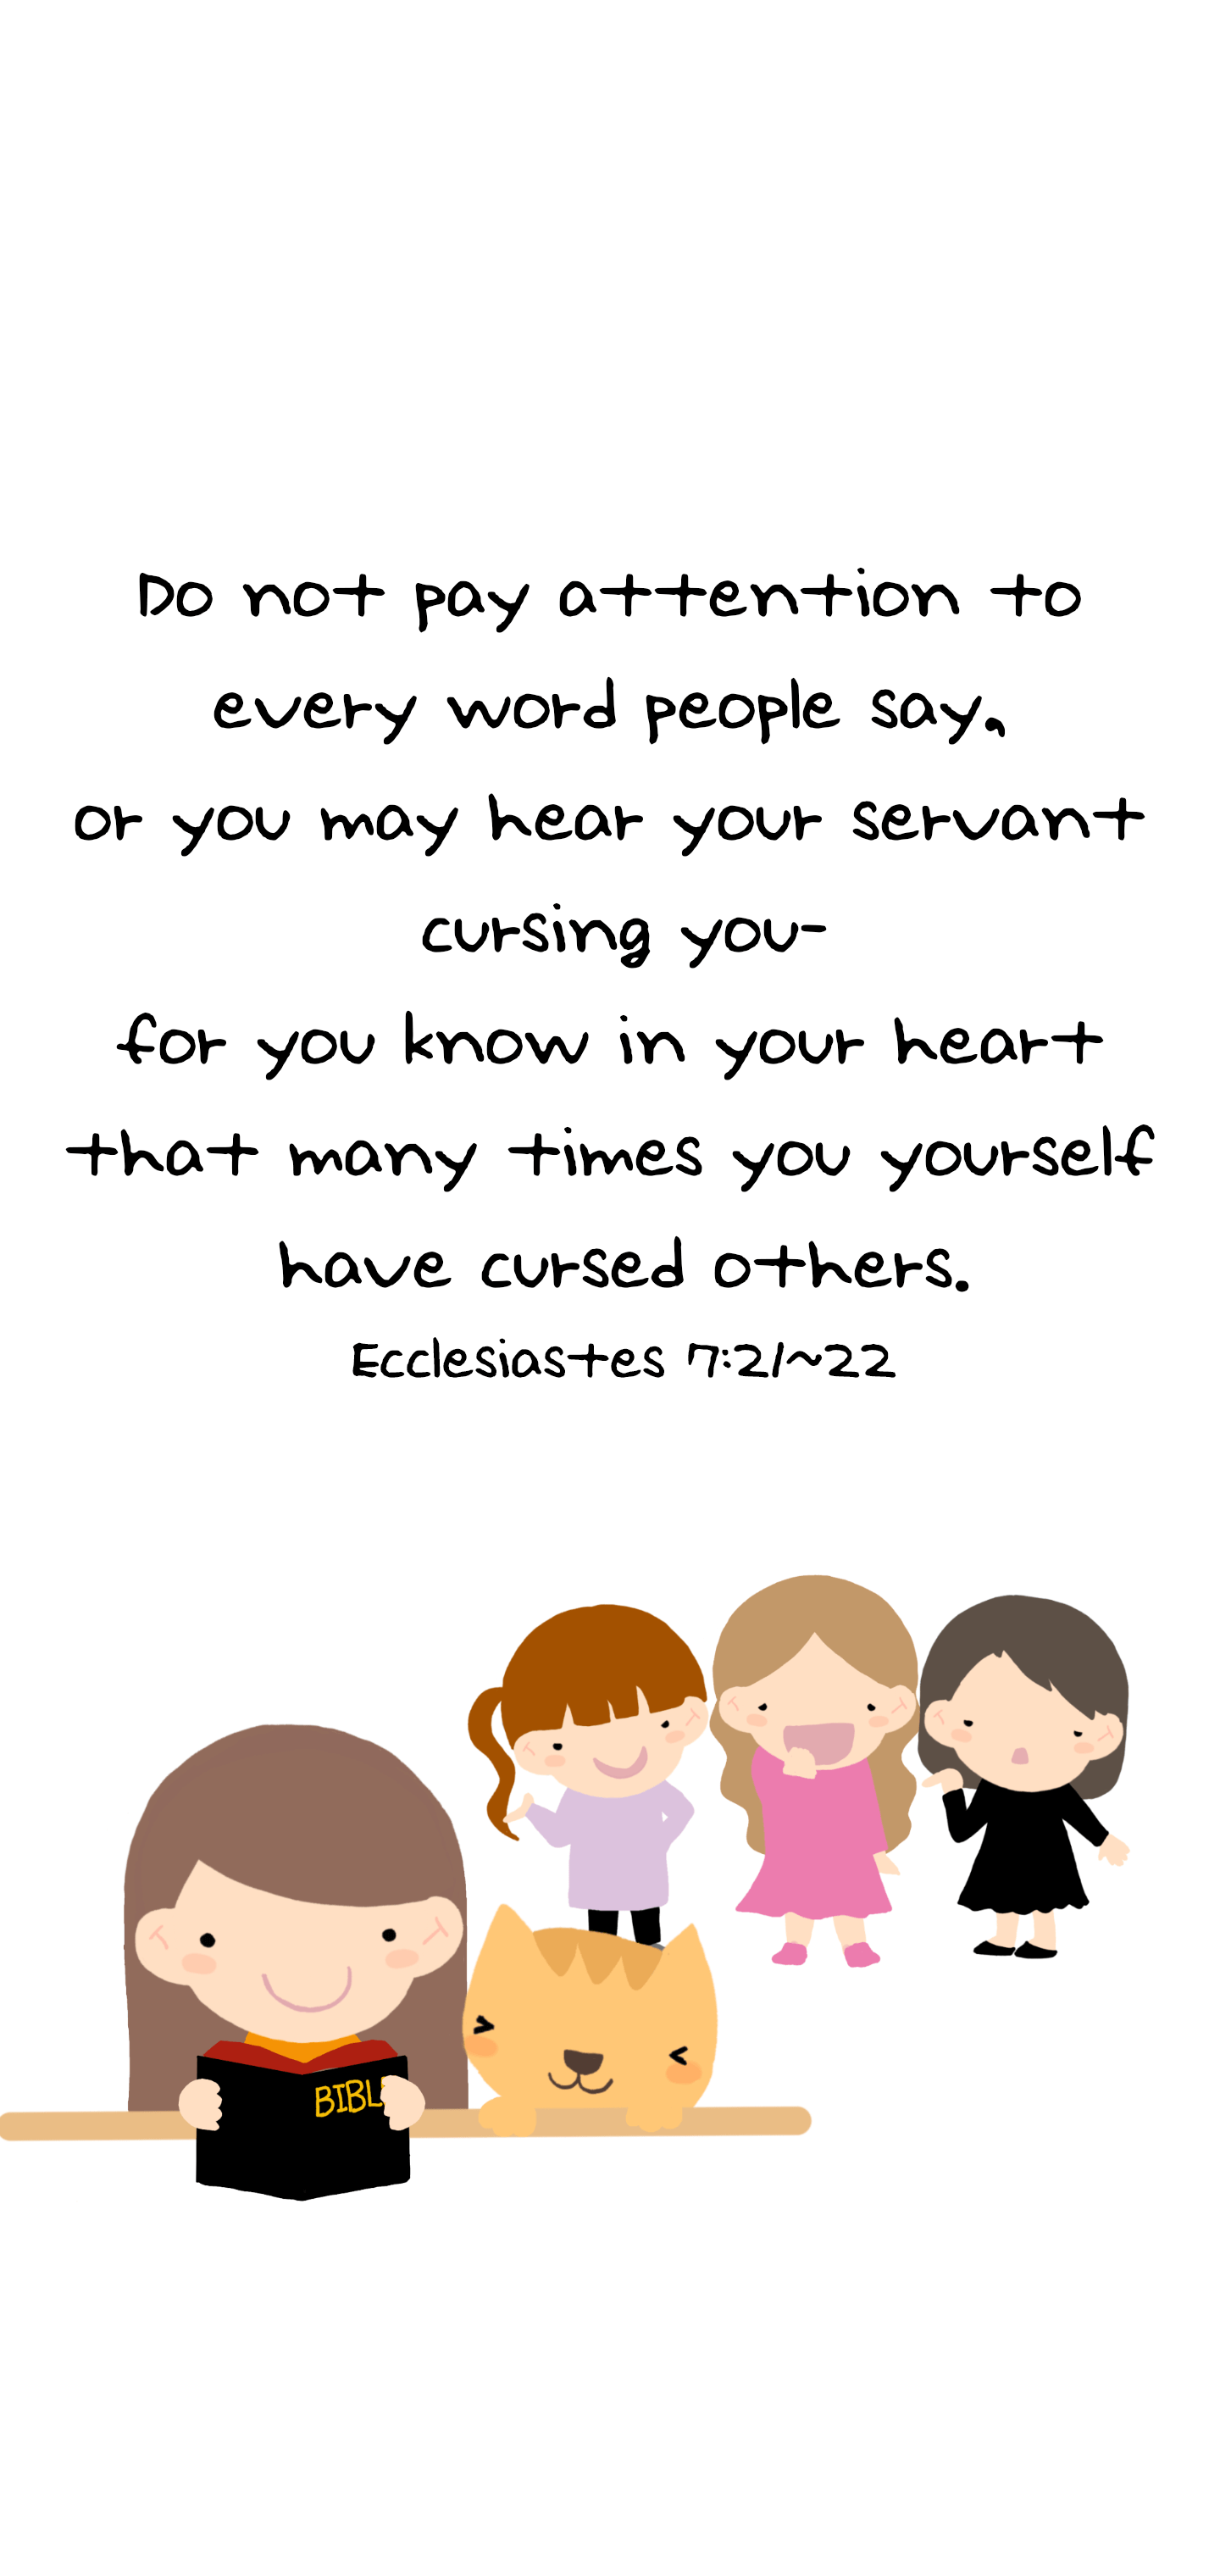 Do not pay attention to
every word people say,
or you may hear your servant
cursing you-
for you know in your heart
that many times you yourself
have cursed others.
Ecclesiastes 7:21~22
BIBL